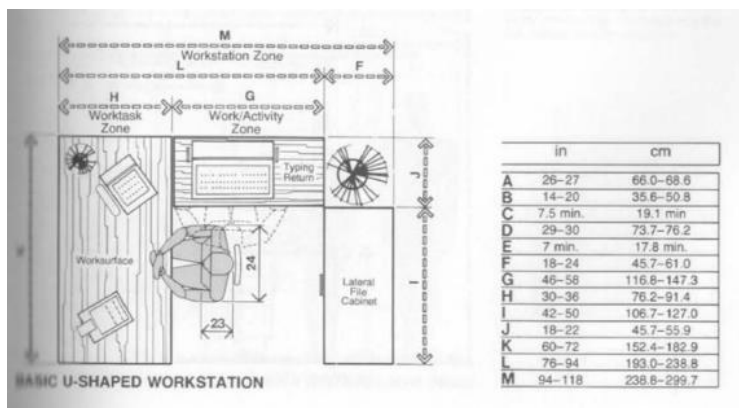 M
Workstation Zone
L
F
H
G
Worktask
Zone
Work/Activity
Zone
Typing
Return
J
Worksurface
24
Lateral
File
Cabinet
I
23
BASIC U-SHAPED WORKSTATION
in cm
A 26–27 66.0–68.6
B 14–20 35.6–50.8
C 7.5 min. 19.1 min
D 29–30 73.7–76.2
E 7 min. 17.8 min.
F 18–24 45.7–61.0
G 46–58 116.8–147.3
H 30–36 76.2–91.4
I 42–50 106.7–127.0
J 18–22 45.7–55.9
K 60–72 152.4–182.9
L 76–94 193.0–238.8
M 94–118 238.8–299.7